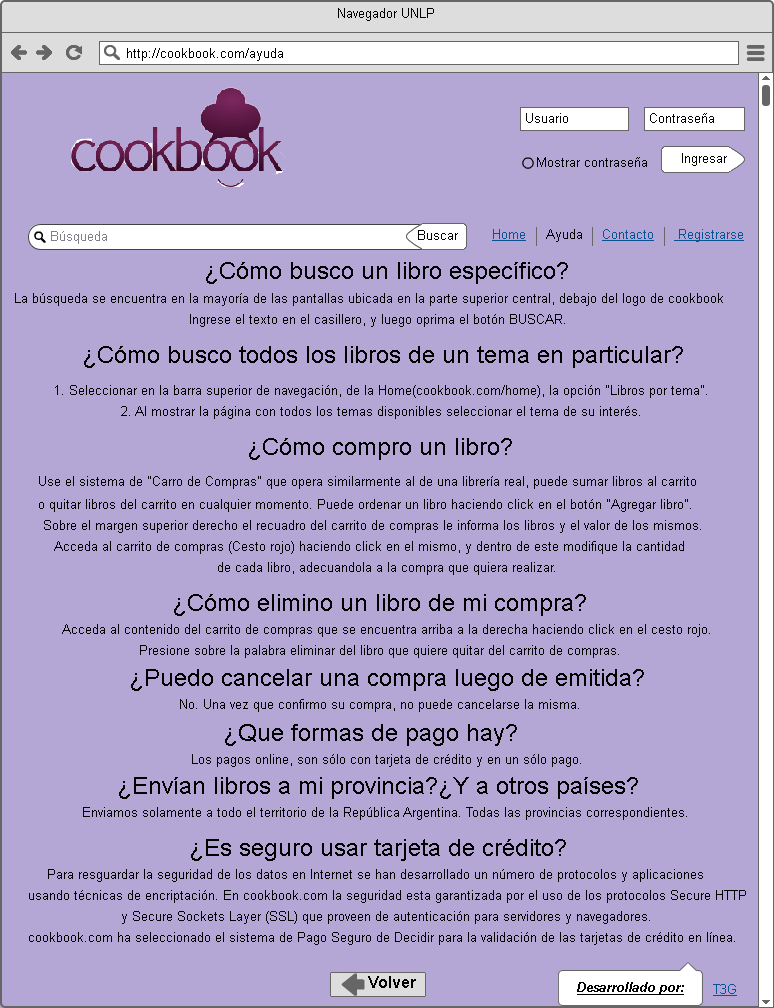 Navegador UNLP
http://cookbook.com/ayuda
cookbook
Usuario
Contraseña
Mostrar contraseña
Ingresar
Búsqueda
Buscar
Home
Ayuda
Contacto
Registrarse
¿Cómo busco un libro específico?
La búsqueda se encuentra en la mayoría de las pantallas ubicada en la parte superior central, debajo del logo de cookbook
Ingrese el texto en el casillero, y luego oprima el botón BUSCAR.
¿Cómo busco todos los libros de un tema en particular?
1. Seleccionar en la barra superior de navegación, de la Home(cookbook.com/home), la opción "Libros por tema".
2. Al mostrar la página con todos los temas disponibles seleccionar el tema de su interés.
¿Cómo compro un libro?
Use el sistema de "Carro de Compras" que opera similarmente al de una librería real, puede sumar libros al carrito
o quitar libros del carrito en cualquier momento. Puede ordenar un libro haciendo click en el botón "Agregar libro".
Sobre el margen superior derecho el recuadro del carrito de compras le informa los libros y el valor de los mismos.
Acceda al carrito de compras (Cesto rojo) haciendo click en el mismo, y dentro de este modifique la cantidad
de cada libro, adecuandola a la compra que quiera realizar.
¿Cómo elimino un libro de mi compra?
Acceda al contenido del carrito de compras que se encuentra arriba a la derecha haciendo click en el cesto rojo.
Presione sobre la palabra eliminar del libro que quiere quitar del carrito de compras.
¿Puedo cancelar una compra luego de emitida?
No. Una vez que confirmo su compra, no puede cancelarse la misma.
¿Que formas de pago hay?
Los pagos online, son sólo con tarjeta de crédito y en un sólo pago.
¿Envían libros a mi provincia?¿Y a otros países?
Enviamos solamente a todo el territorio de la República Argentina. Todas las provincias correspondientes.
¿Es seguro usar tarjeta de crédito?
Para resguardar la seguridad de los datos en Internet se han desarrollado un número de protocolos y aplicaciones
usando técnicas de encriptación. En cookbook.com la seguridad esta garantizada por el uso de los protocolos Secure HTTP
y Secure Sockets Layer (SSL) que proveen de autenticación para servidores y navegadores.
cookbook.com ha seleccionado el sistema de Pago Seguro de Decidir para la validación de las tarjetas de crédito en línea.
Volver
Desarrollado por:
T3G